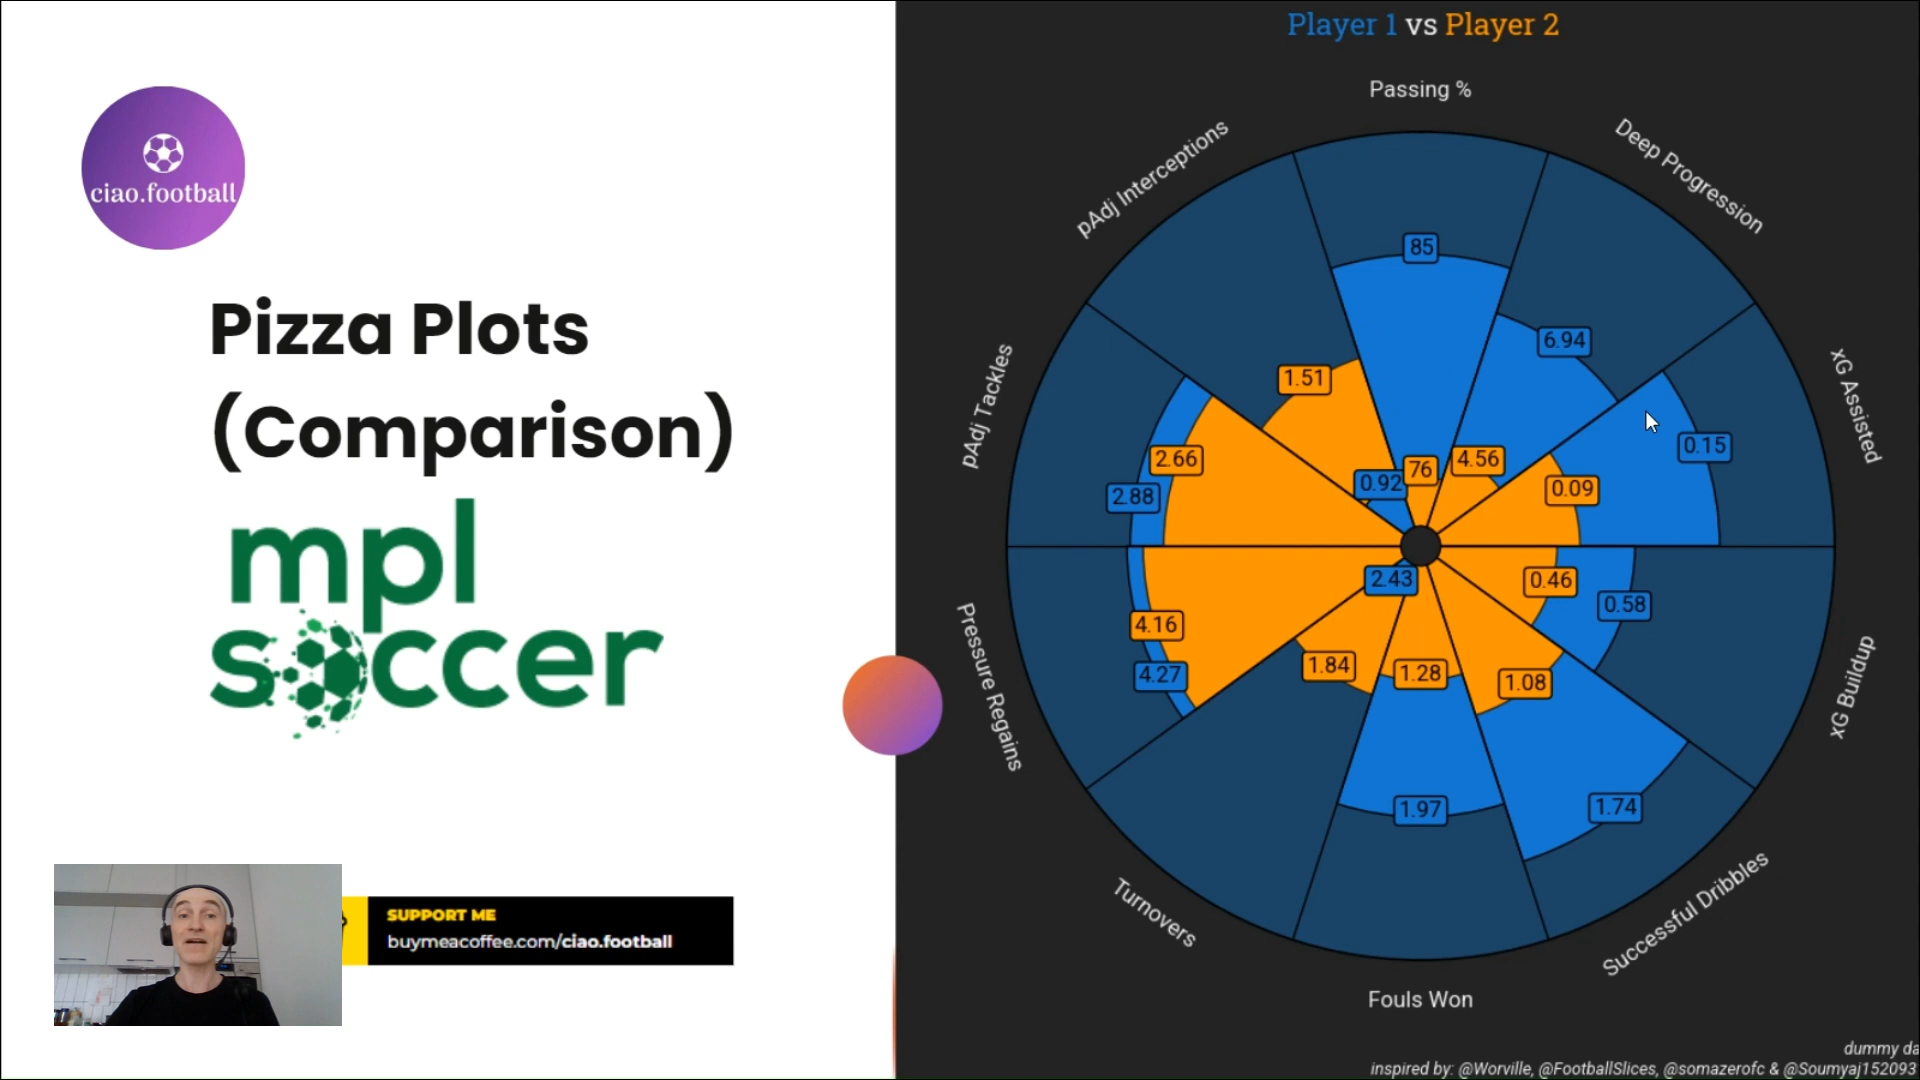 Player 1 vs Player 2
Passing %
Deep Progression
pAdj Interceptions
ciao.football
85
Pizza Plots
(Comparison)
6.94
1.51
xG Assisted
pAdj Tackles
0.15
2.66
4.56
76
0.92
0.09
2.88
mpl
soccer
2.43
0.46
0.58
4.16
4.27
1.84
1.28
1.08
Pressure Regains
xG Buildup
1.97
1.74
Turnovers
Successful Dribbles
SUPPORT ME
buymeacoffee.com/ciao.football
Fouls Won
dummy da
inspired by: @Worville, @FootballSlices, @somazerofc & @Soumyaj152093